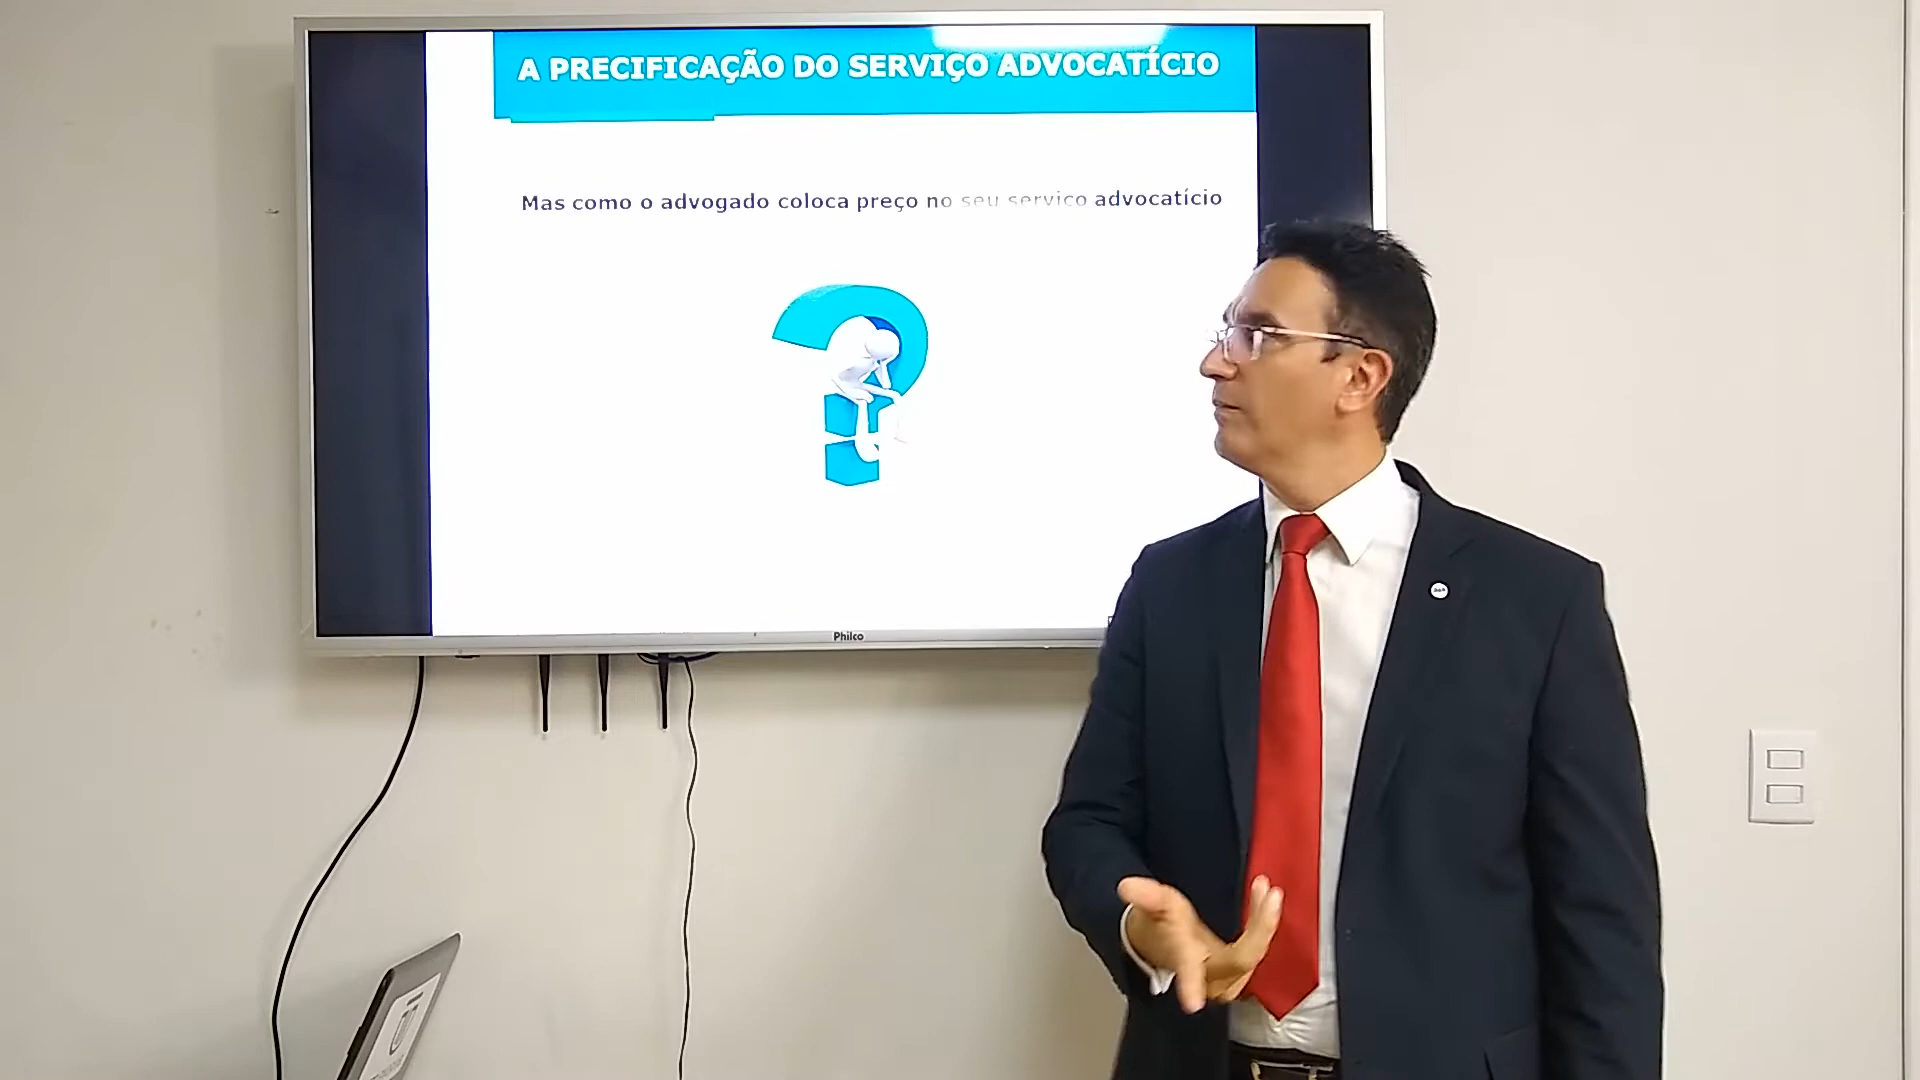 A PRECIFICAÇÃO DO SERVIÇO ADVOCATÍCIO
Mas como o advogado coloca preço no seu serviço advocatício
Philco